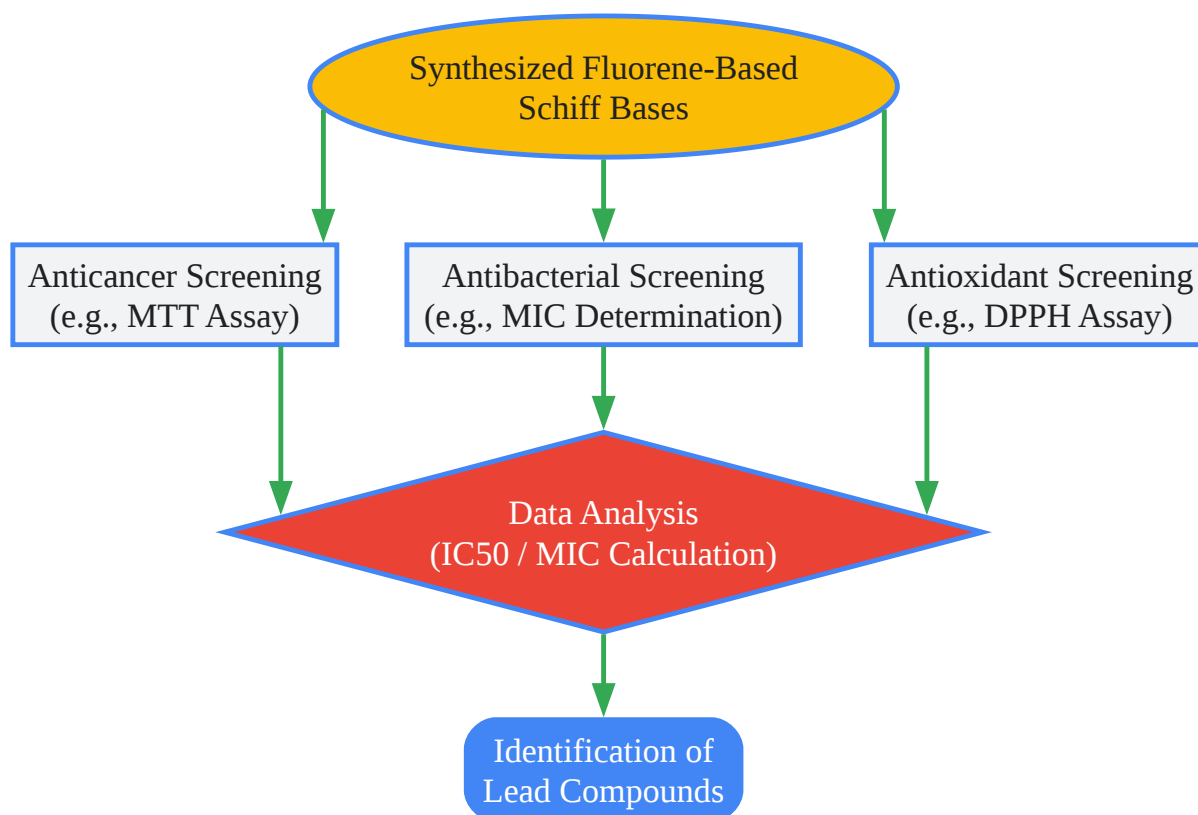 Synthesized Fluorene-Based
Schiff Bases
Anticancer Screening
(e.g., MTT Assay)
Antibacterial Screening
(e.g., MIC Determination)
Antioxidant Screening
(e.g., DPPH Assay)
Data Analysis
(IC50 / MIC Calculation)
Identification of
Lead Compounds